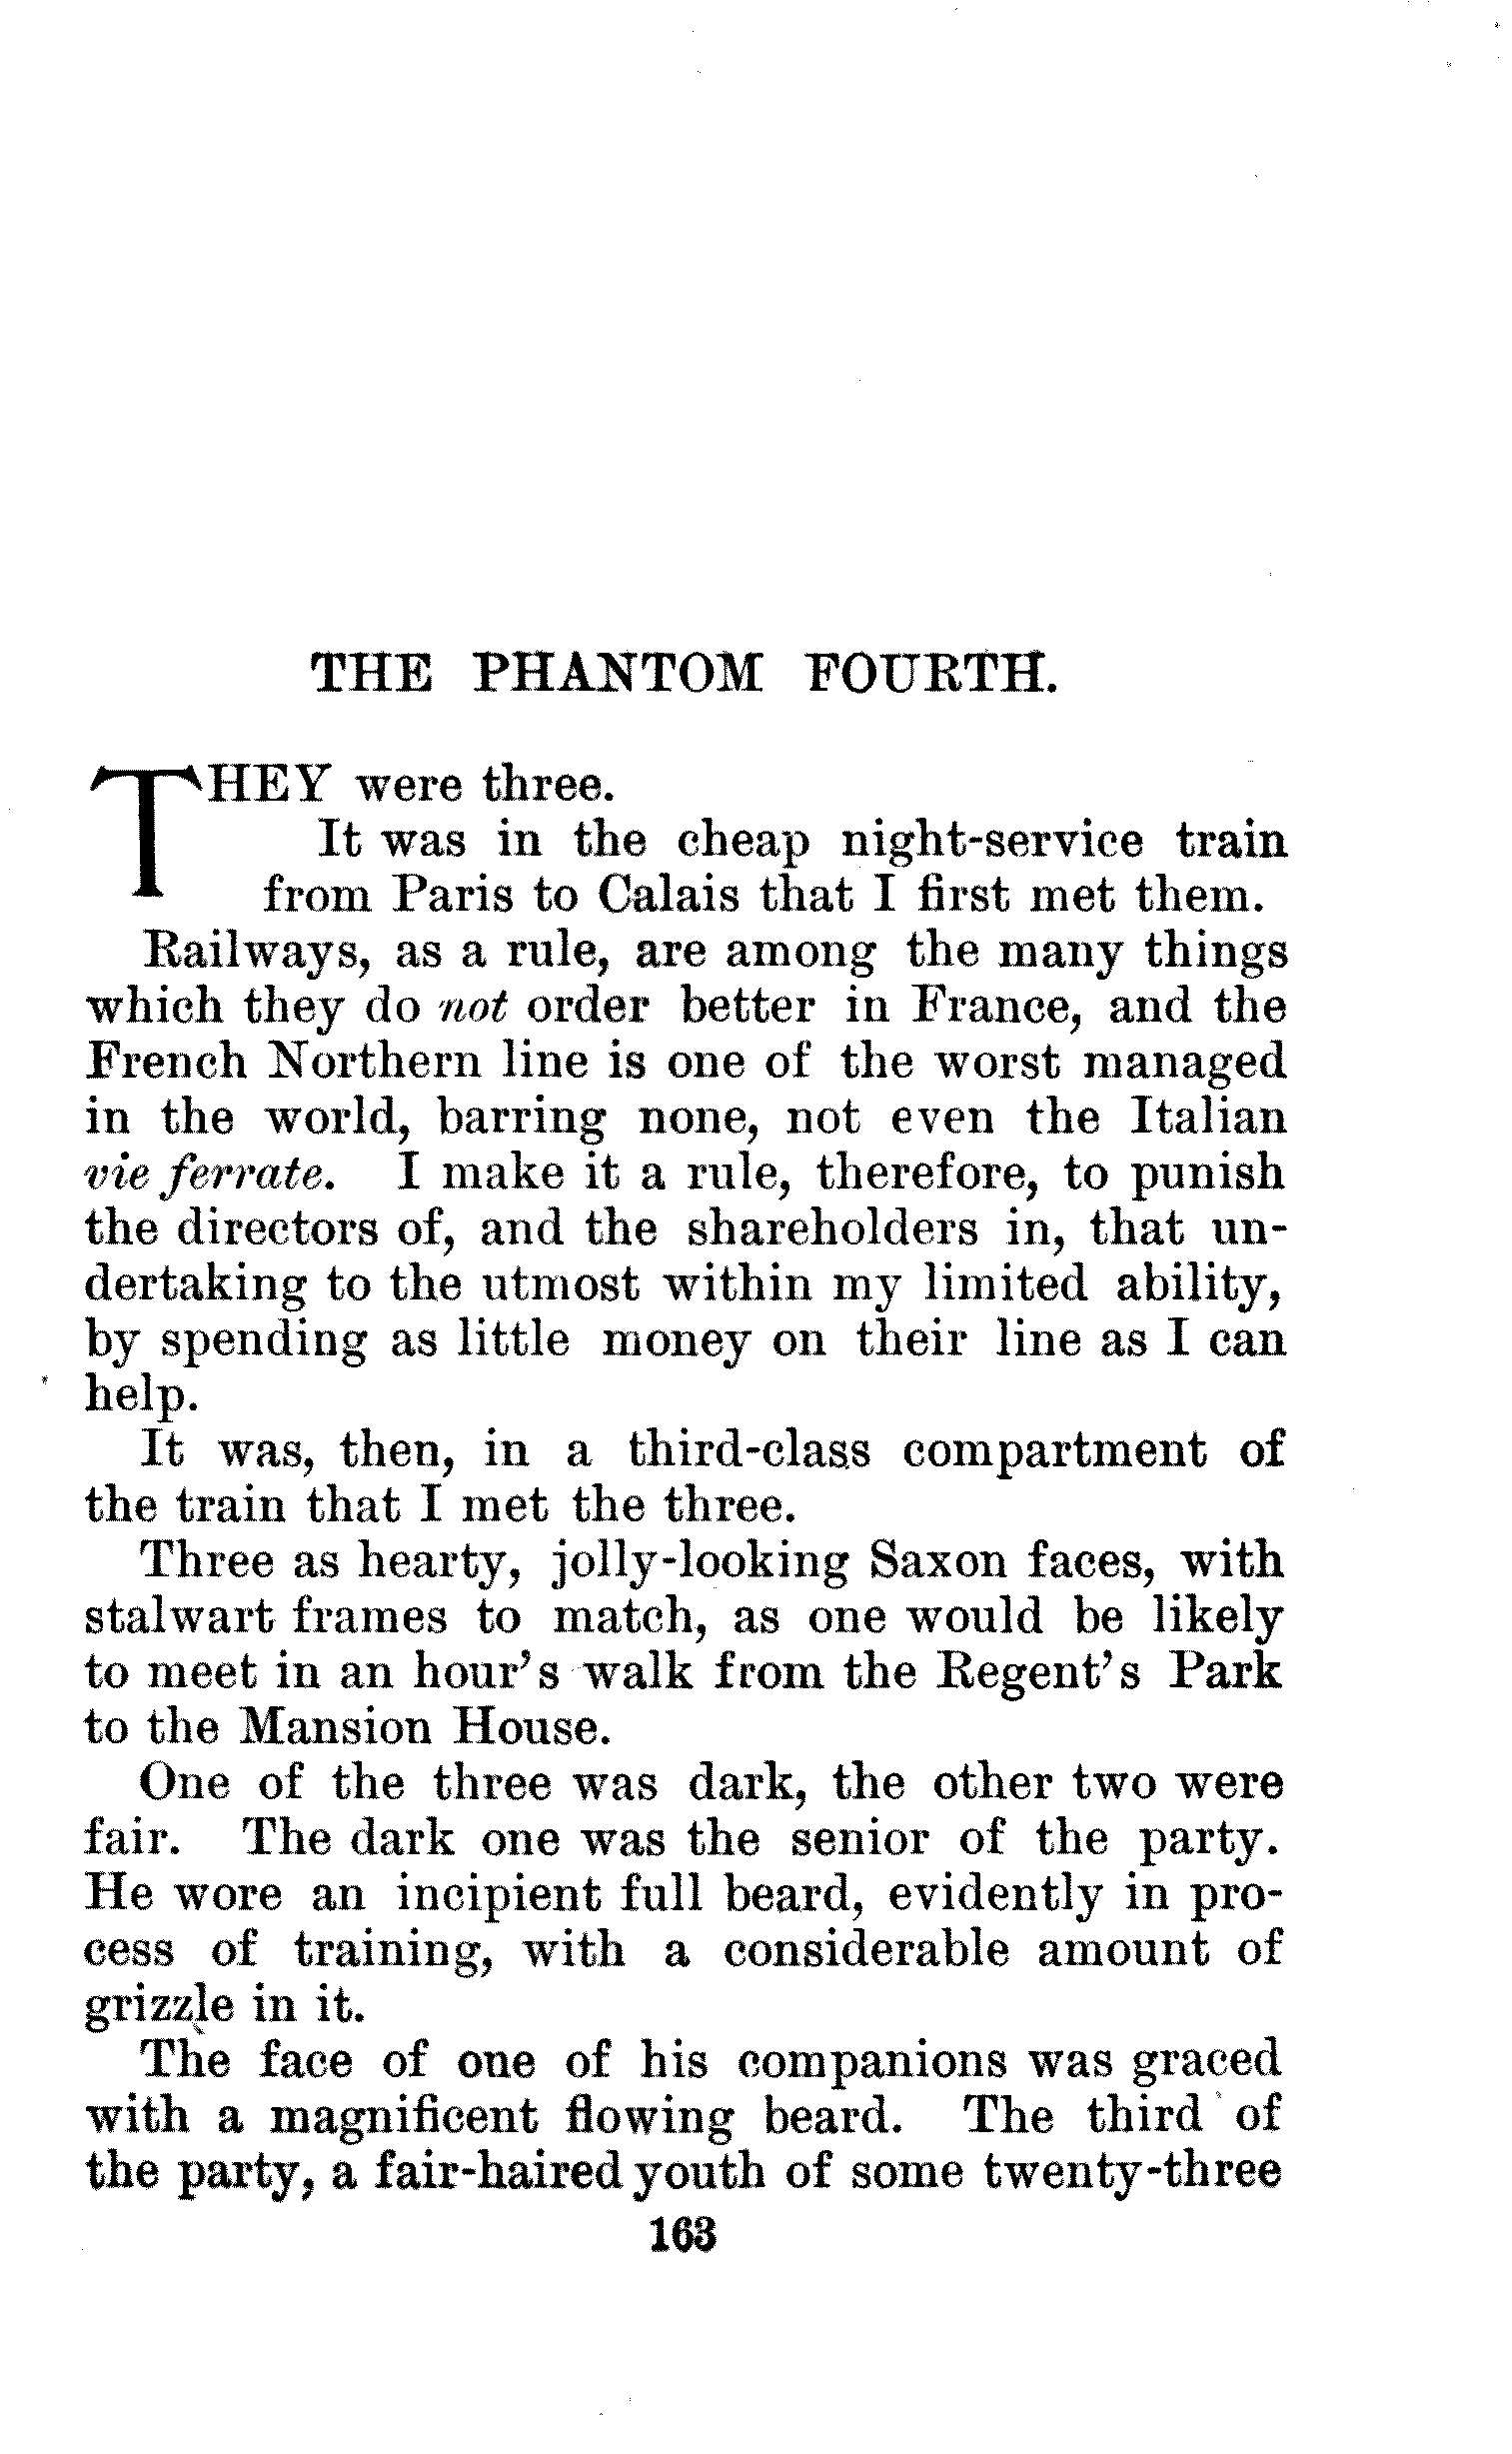 THE PHANTOM FOURTH.
THEY were three.
It was in the cheap night-service train
from Paris to Calais that I first met them.
Railways, as a rule, are among the many things
which they do not order better in France, and the
French Northern line is one of the worst managed
in the world, barring none, not even the Italian
vie ferrate. I make it a rule, therefore, to punish
the directors of, and the shareholders in, that un-
dertaking to the utmost within my limited ability,
by spending as little money on their line as I can
help.
It was, then, in a third-class compartment of
the train that I met the three.
Three as hearty, jolly-looking Saxon faces, with
stalwart frames to match, as one would be likely
to meet in an hour's walk from the Regent's Park
to the Mansion House.
One of the three was dark, the other two were
fair. The dark one was the senior of the party.
He wore an incipient full beard, evidently in pro-
cess of training, with a considerable amount of
grizzle in it.
The face of one of his companions was graced
with a magnificent flowing beard. The third of
the party, a fair-haired youth of some twenty-three
163